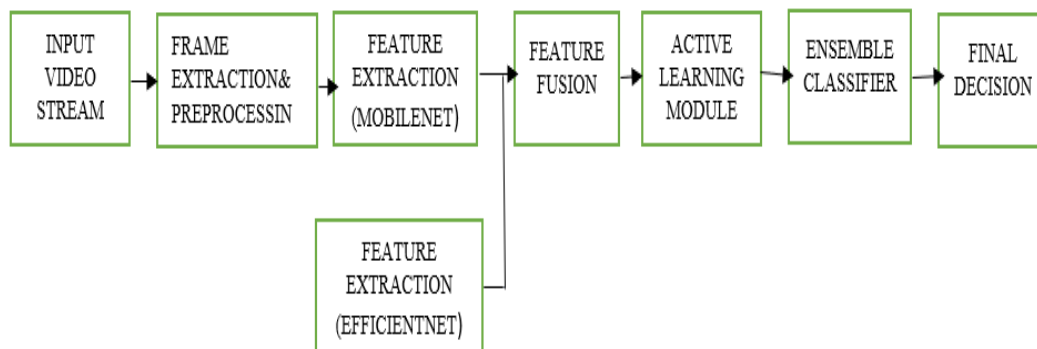 INPUT
VIDEO
STREAM
FRAME
EXTRACTION&
PREPROCESSIN
FEATURE
EXTRACTION
(MOBILENET)
FEATURE
FUSION
ACTIVE
LEARNING
MODULE
ENSEMBLE
CLASSIFIER
FINAL
DECISION
FEATURE
EXTRACTION
(EFFICIENTNET)